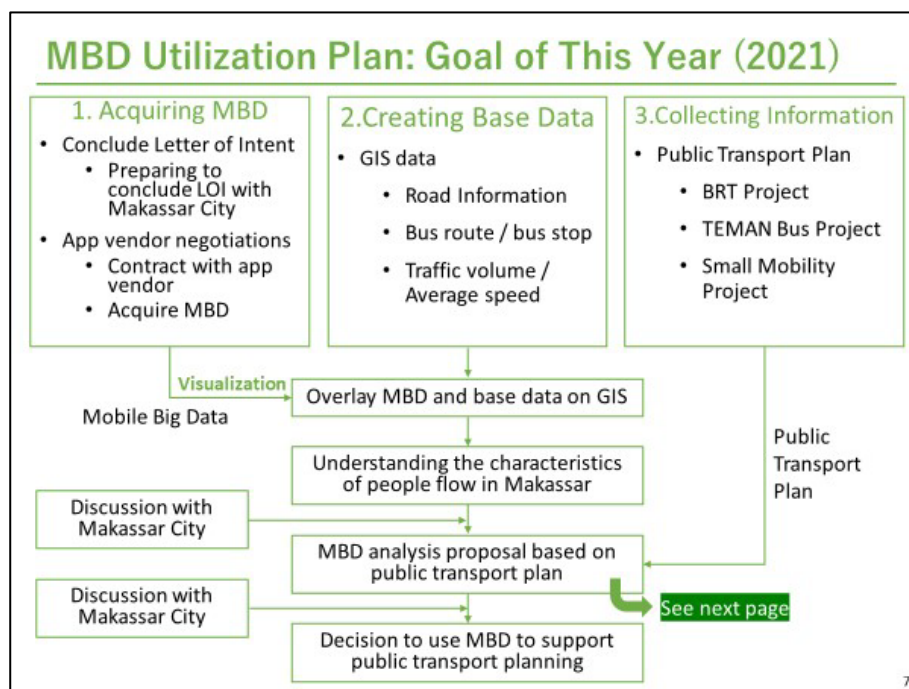 MBD Utilization Plan: Goal of This Year (2021)
1. Acquiring MBD
• Conclude Letter of Intent
• Preparing to
conclude LOI with
Makassar City
• App vendor negotiations
• Contract with app
vendor
• Acquire MBD
2.Creating Base Data
• GIS data
• Road Information
• Bus route / bus stop
• Traffic volume /
Average speed
3.Collecting Information
• Public Transport Plan
• BRT Project
• TEMAN Bus Project
• Small Mobility
Project
Visualization
Mobile Big Data
Overlay MBD and base data on GIS
Understanding the characteristics
of people flow in Makassar
Public
Transport
Plan
Discussion with
Makassar City
MBD analysis proposal based on
public transport plan
See next page
Discussion with
Makassar City
Decision to use MBD to support
public transport planning
7